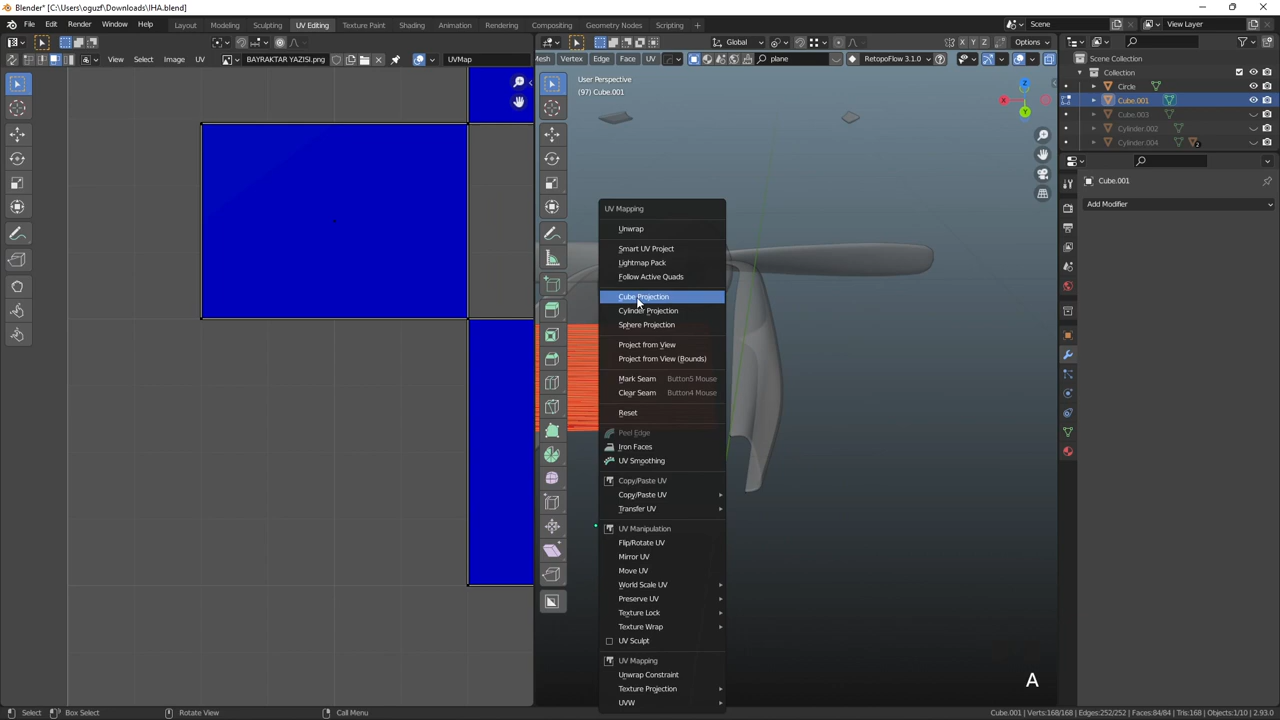 Blender* [C:\Users\oguzf\Downloads\IHA.blend]
File Edit Render Window Help
Layout Modeling Sculpting UV Editing Texture Paint Shading Animation Rendering Compositing Geometry Nodes Scripting +
Scene View Layer
Global Options
View Select Image UV BAYRAKTAR YAZISI.png UVMap
Mesh Vertex Edge Face UV plane RetopoFlow 3.1.0
X Y Z
User Perspective
(97) Cube.001
Scene Collection
Collection
Circle
Cube.001
Cube.003
Cylinder.002
Cylinder.004
2
Cube.001
Add Modifier
X
Z
Y
UV Mapping
Unwrap
Smart UV Project
Lightmap Pack
Follow Active Quads
Cube Projection
Cylinder Projection
Sphere Projection
Project from View
Project from View (Bounds)
Mark Seam Button5 Mouse
Clear Seam Button4 Mouse
Reset
Peel Edge
Iron Faces
UV Smoothing
Copy/Paste UV
Copy/Paste UV
Transfer UV
UV Manipulation
Flip/Rotate UV
Mirror UV
Move UV
World Scale UV
Preserve UV
Texture Lock
Texture Wrap
UV Sculpt
UV Mapping
Unwrap Constraint
Texture Projection
UVW
A
Select Box Select Rotate View Call Menu
Cube.001 | Verts:168/168 | Edges:252/252 | Faces:84/84 | Tris:168 | Objects:1/10 | 2.93.0